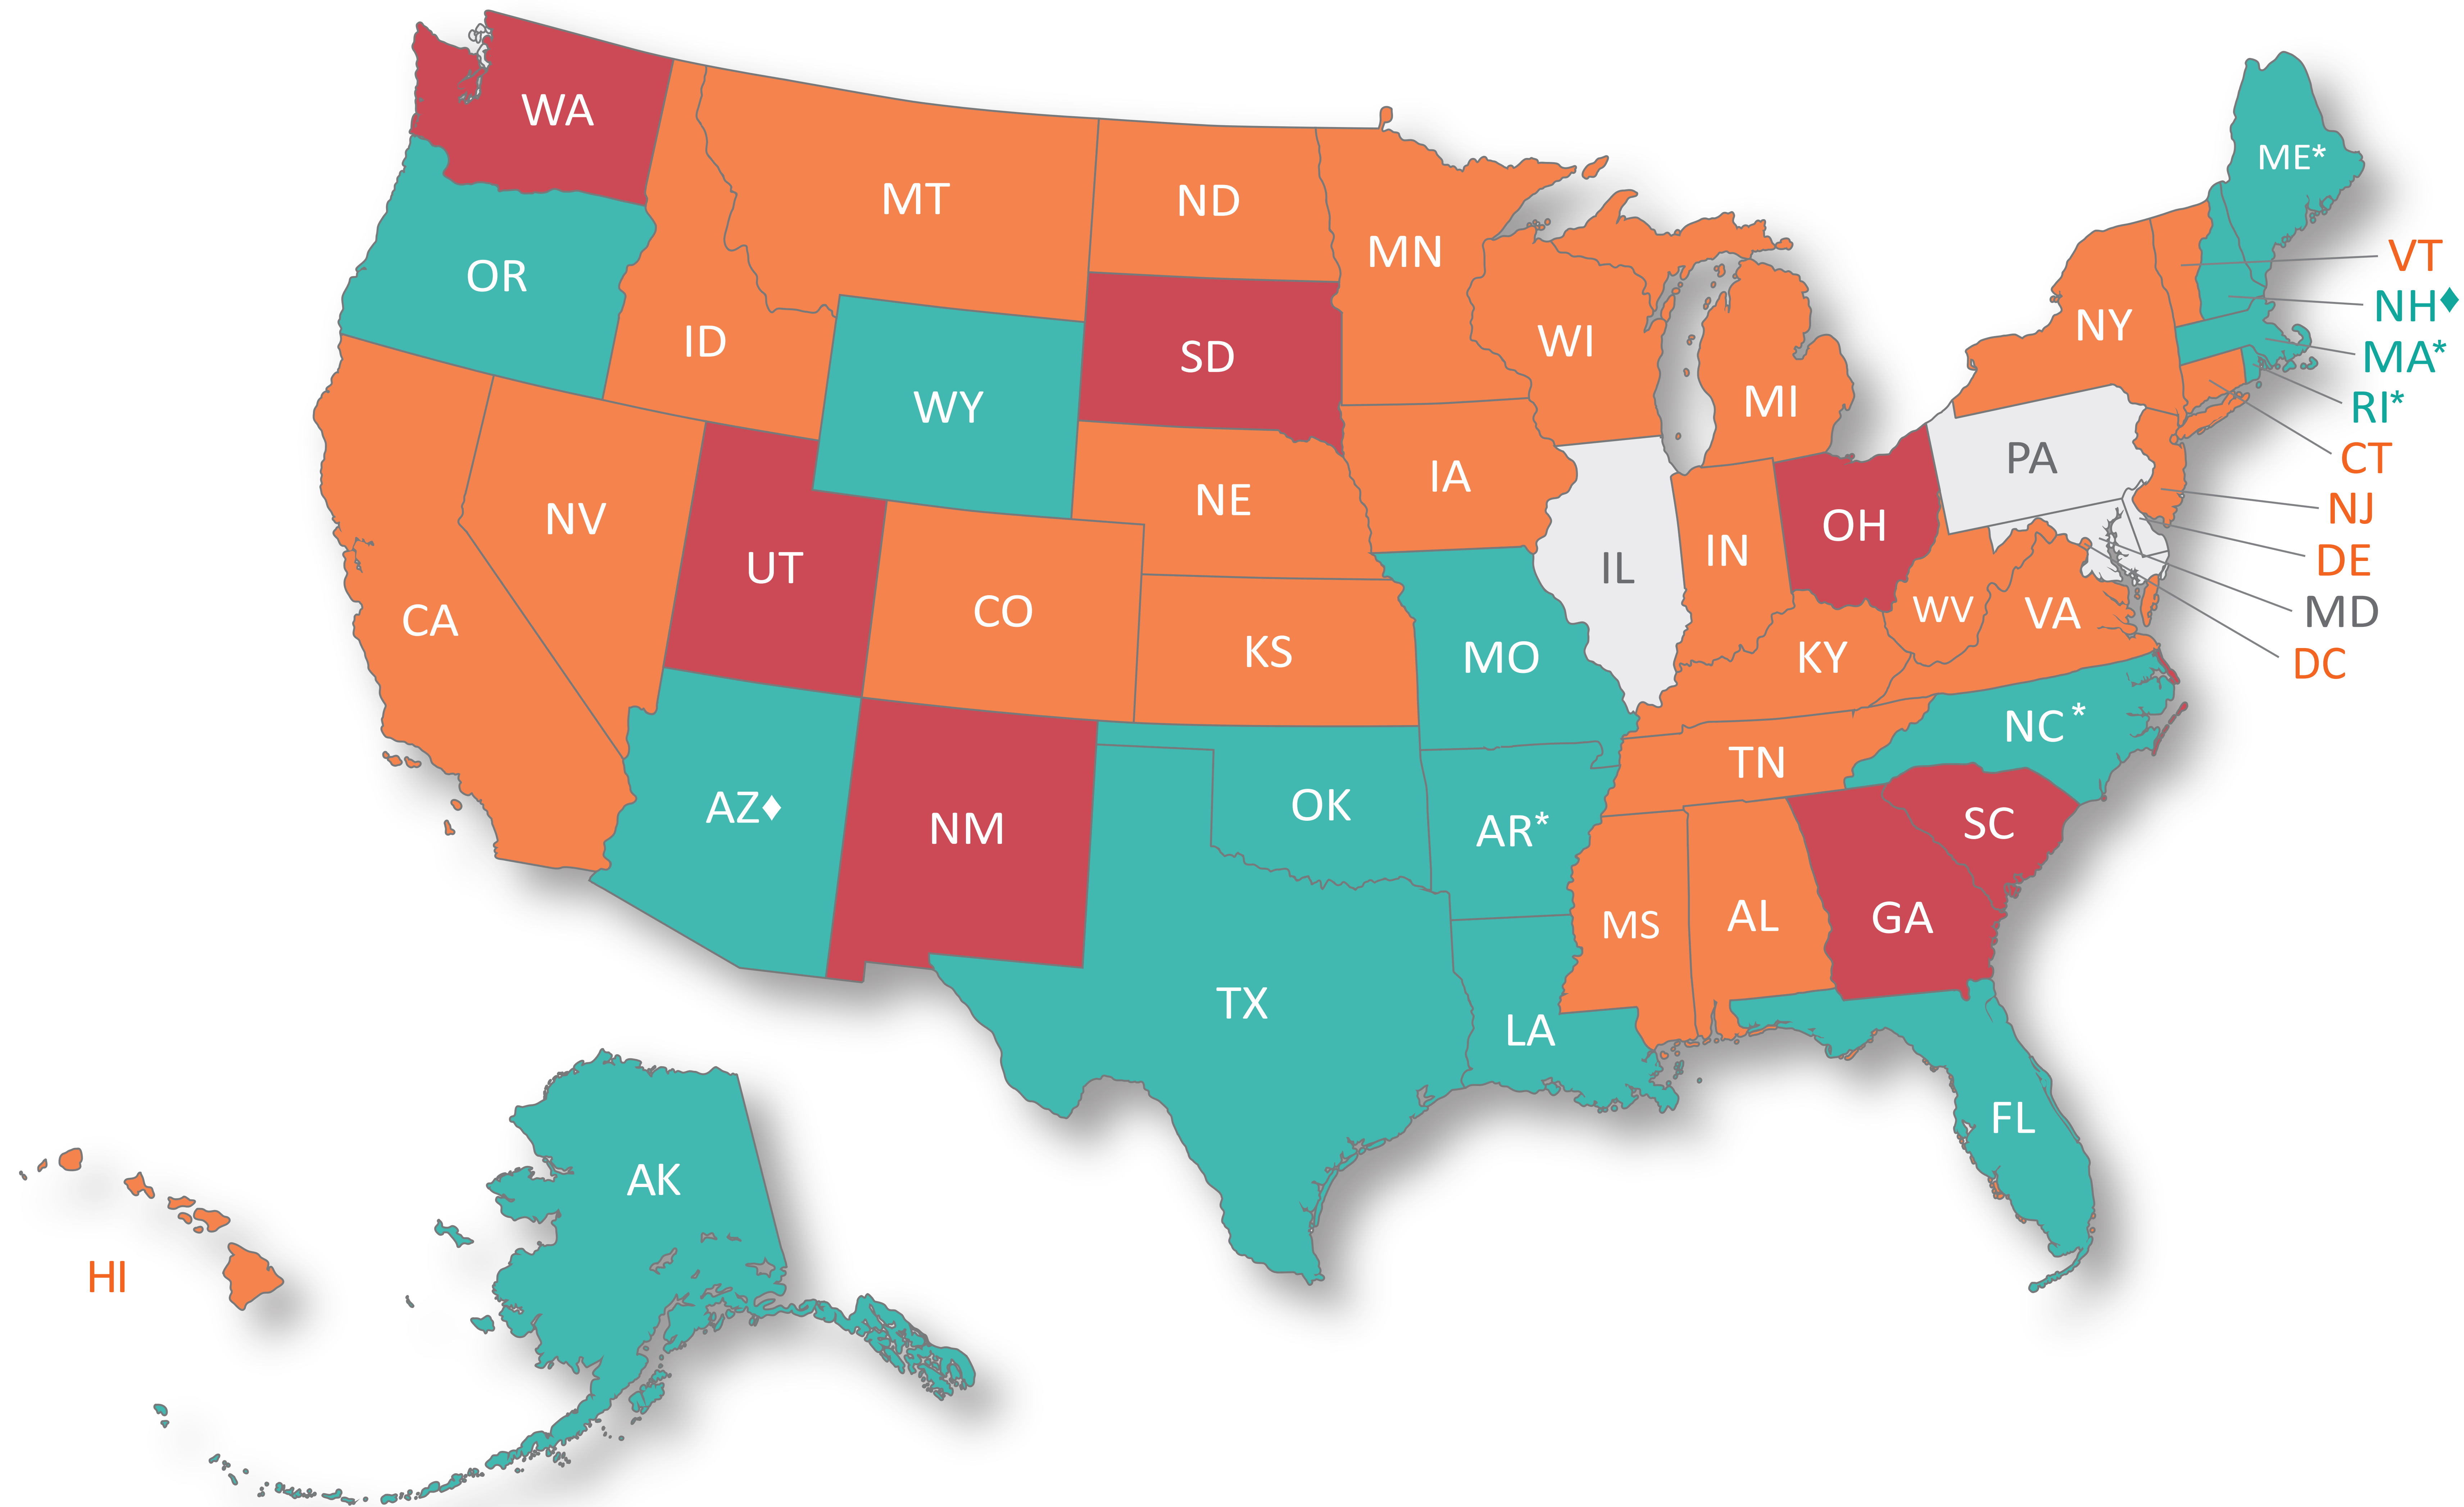 WA
MT
ND
MN
OR
ID
WY
SD
WI
MI
NY
ME*
VT
NH♦
MA*
RI*
CT
NJ
DE
MD
DC
PA
CA
NV
UT
CO
NE
KS
IA
MO
IL
IN
OH
KY
WV
VA
TN
NC*
SC
AZ♦
NM
OK
AR*
TX
LA
MS
AL
GA
FL
AK
HI